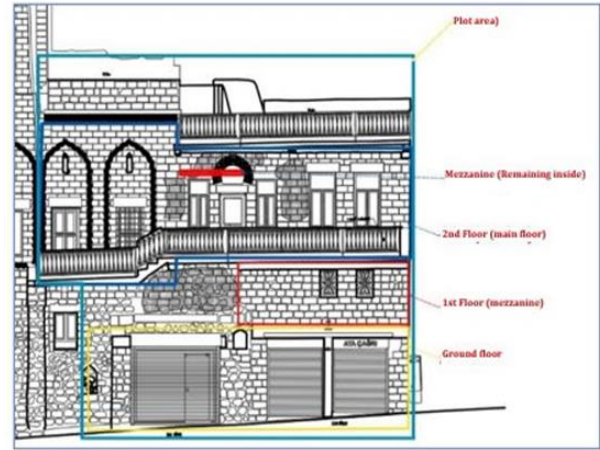 Plot area)
Mezzanine (Remaining inside)
2nd Floor (main floor)
1st Floor (mezzanine)
Ground floor